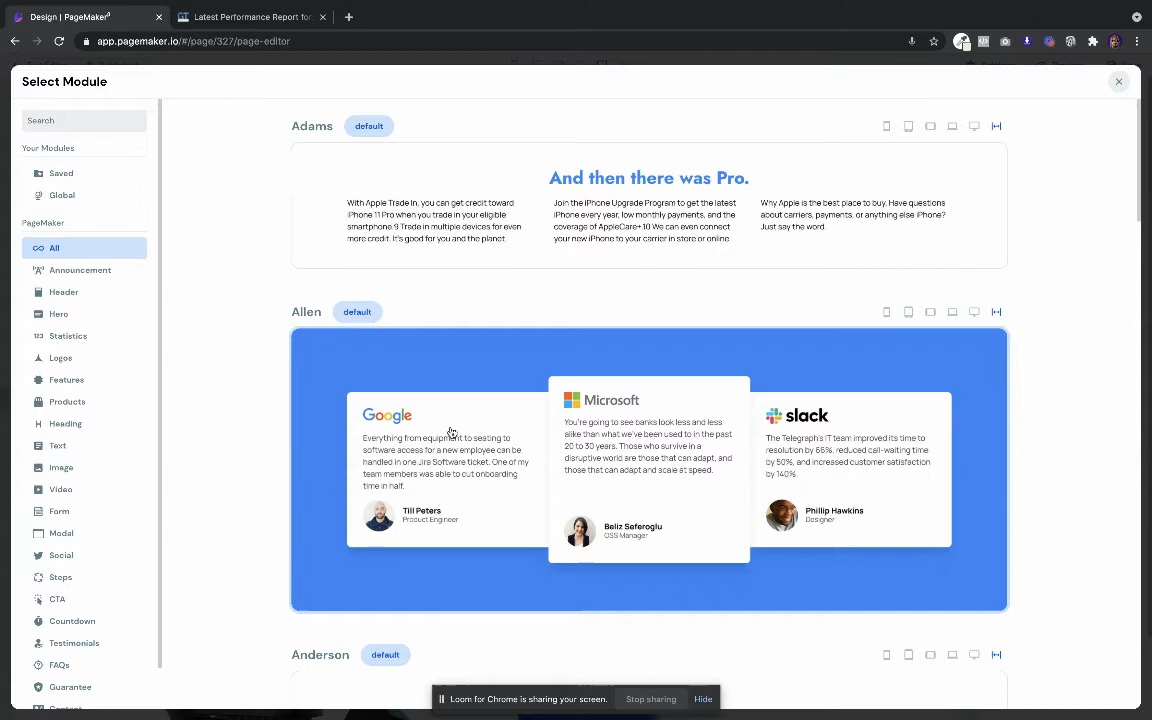 Design | PageMaker³
Latest Performance Report for
app.pagemaker.io/#/page/327/page-editor
Select Module
Search
Your Modules
Saved
Global
PageMaker
All
Announcement
Header
Hero
123 Statistics
Logos
Features
Products
Heading
Text
Image
Video
Form
Modal
Social
Steps
CTA
Countdown
Testimonials
FAQs
Guarantee
Adams default
And then there was Pro.
With Apple Trade In, you can get credit toward
iPhone 11 Pro when you trade in your eligible
smartphone.9 Trade in multiple devices for even
more credit. It's good for you and the planet.
Join the iPhone Upgrade Program to get the latest
iPhone every year, low monthly payments, and the
coverage of AppleCare+.10 We can even connect
your new iPhone to your carrier in store or online.
Why Apple is the best place to buy. Have questions
about carriers, payments, or anything else iPhone?
Just say the word.
Allen default
Google
Everything from equipment to seating to
software access for a new employee can be
handled in one Jira Software ticket. One of my
team members was able to cut onboarding
time in half.
Till Peters
Product Engineer
Microsoft
You're going to see banks look less and less
alike than what we've been used to in the past
20 to 30 years. Those who survive in a
disruptive world are those that can adapt, and
those that can adapt and scale at speed.
Beliz Seferoglu
OSS Manager
slack
The Telegraph's IT team improved its time to
resolution by 66%, reduced call-waiting time
by 50%, and increased customer satisfaction
by 140%.
Phillip Hawkins
Designer
Anderson default
Loom for Chrome is sharing your screen.
Stop sharing
Hide